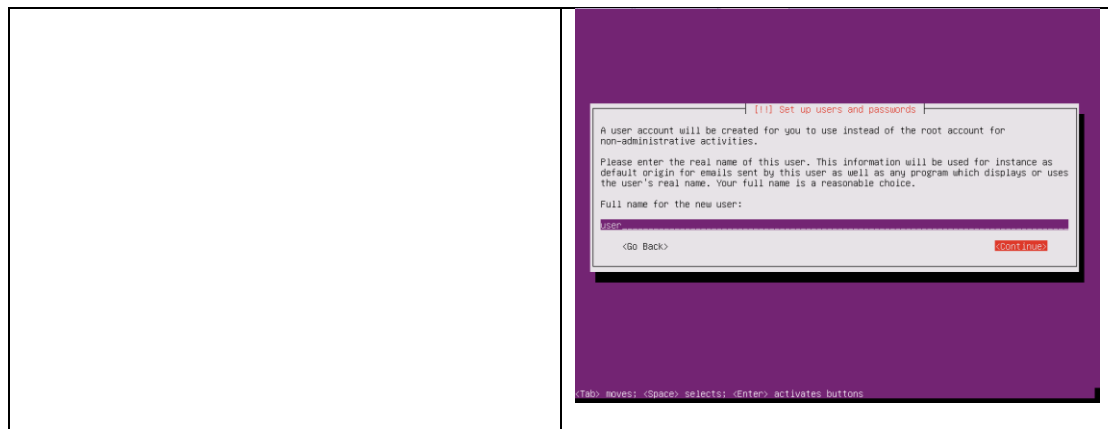 [!!] Set up users and passwords
A user account will be created for you to use instead of the root account for
non-administrative activities.
Please enter the real name of this user. This information will be used for instance as
default origin for emails sent by this user as well as any program which displays or uses
the user's real name. Your full name is a reasonable choice.
Full name for the new user:
user
<Go Back> <Continue>
<Tab> moves; <Space> selects; <Enter> activates buttons